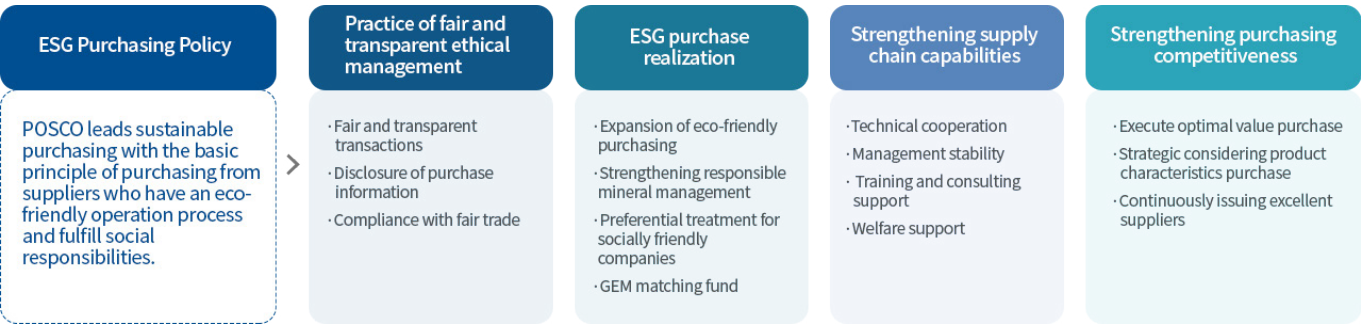 ESG Purchasing Policy
POSCO leads sustainable
purchasing with the basic
principle of purchasing from
suppliers who have an eco-
friendly operation process
and fulfill social
responsibilities.
Practice of fair and
transparent ethical
management
· Fair and transparent
transactions
· Disclosure of purchase
information
· Compliance with fair trade
ESG purchase
realization
· Expansion of eco-friendly
purchasing
· Strengthening responsible
mineral management
· Preferential treatment for
socially friendly
companies
· GEM matching fund
Strengthening supply
chain capabilities
· Technical cooperation
· Management stability
· Training and consulting
support
· Welfare support
Strengthening purchasing
competitiveness
· Execute optimal value purchase
· Strategic considering product
characteristics purchase
· Continuously issuing excellent
suppliers